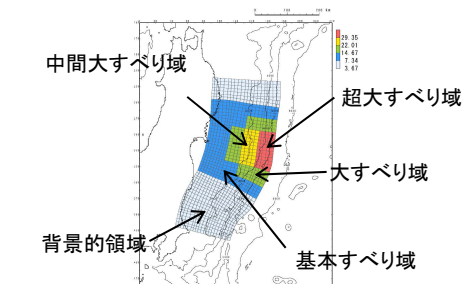 29. 35
22. 01
14. 67
7. 34
3. 67
中間大すべり域
超大すべり域
大すべり域
背景的領域
基本すべり域